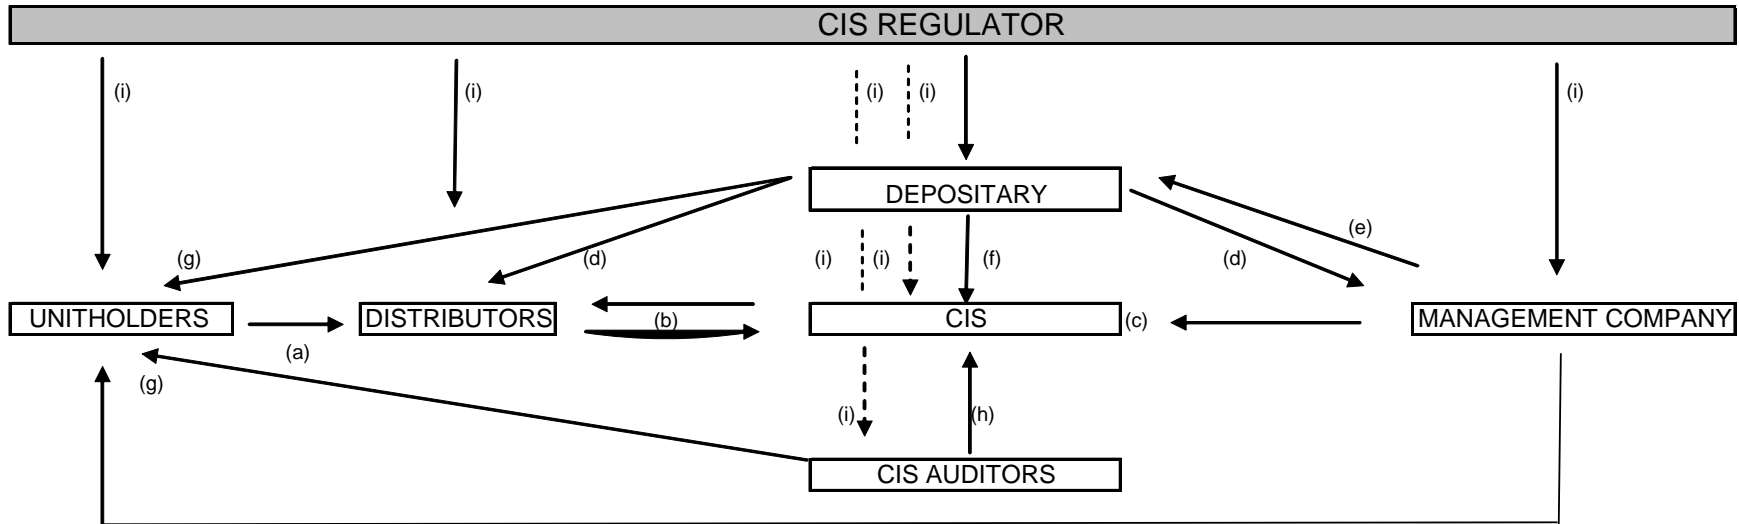 CIS REGULATOR
(i) (i) (i) (i) (i)
DEPOSITARY
(g) (d) (i) (i) (f) (d) (e)
UNITHOLDERS DISTRIBUTORS (b) CIS (c) MANAGEMENT COMPANY
(a)
(g)
(i) (h)
CIS AUDITORS